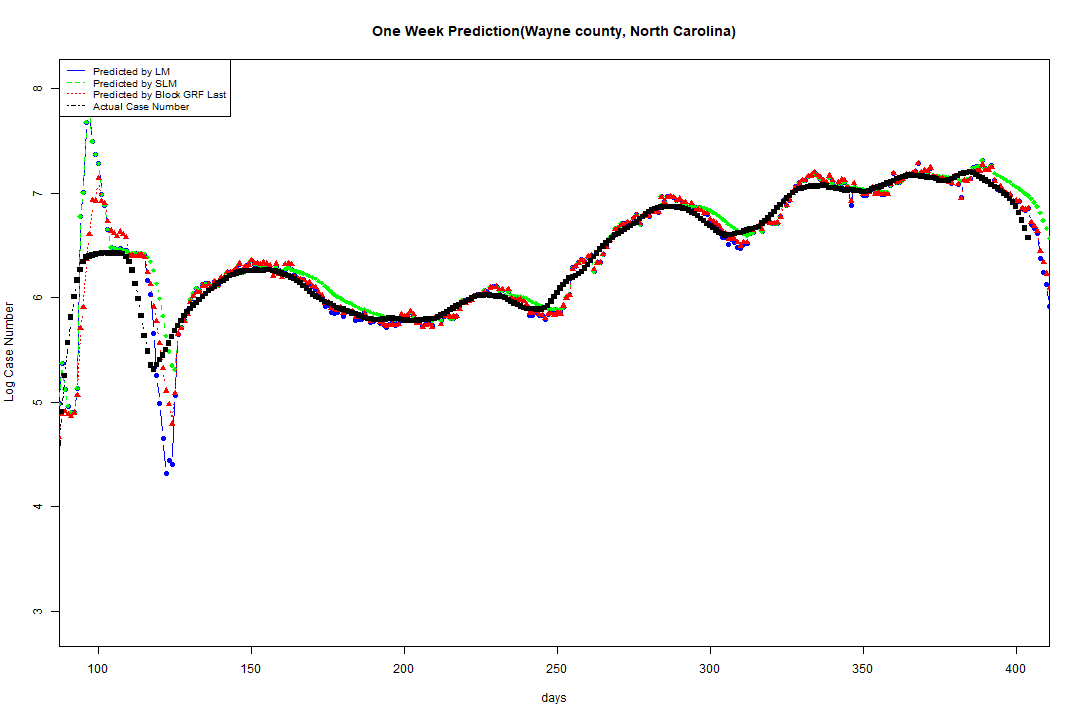 One Week Prediction(Wayne county, North Carolina)
Predicted by LM
Predicted by SLM
Predicted by Block GRF Last
Actual Case Number
8
7
6
5
4
3
Log Case Number
100 150 200 250 300 350 400
days